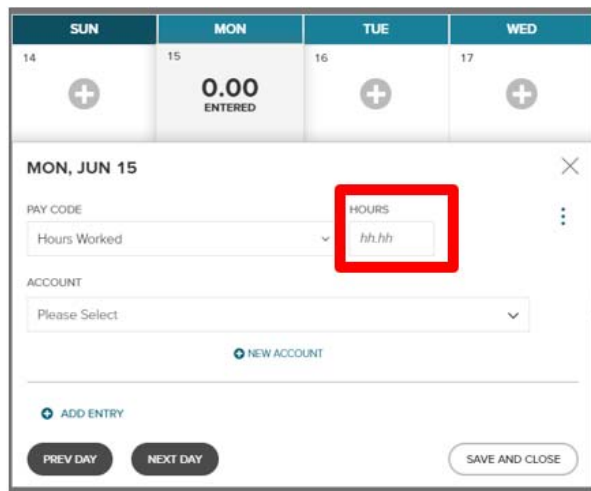 SUN MON TUE WED
14 15 16 17
0.00
ENTERED
MON, JUN 15
PAY CODE HOURS
Hours Worked hh.hh
ACCOUNT
Please Select
NEW ACCOUNT
ADD ENTRY
PREV DAY NEXT DAY SAVE AND CLOSE